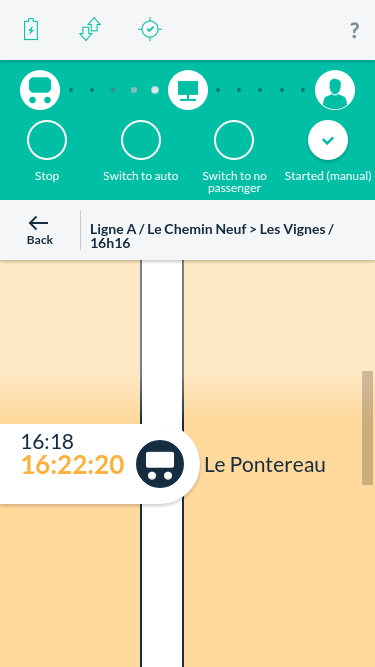 ?
Stop
Switch to auto
Switch to no
passenger
Started (manual)
Back
Ligne A / Le Chemin Neuf > Les Vignes /
16h16
16:18
16:22:20
Le Pontereau